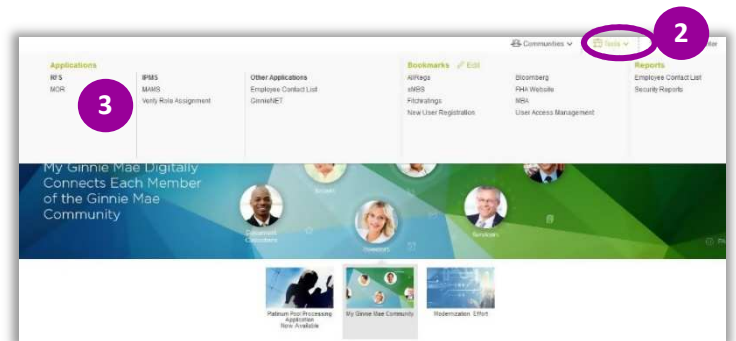 Communities
Tools
2
Applications
Bookmarks Edit
Reports
RFS
IPMS
Other Applications
AllRegs
Bloomberg
Employee Contact List
MOR
MAMS
Employee Contact List
eMBS
FHA Website
Security Reports
3
Verify Role Assignment
GinnieNET
Fitchratings
MBA
New User Registration
User Access Management
My Ginnie Mae Digitally
Connects Each Member
of the Ginnie Mae
Community
Document
Custodians
Investors
Servicers
Platinum Pool Processing
Application
Now Available
My Ginnie Mae Community
Modernization Effort